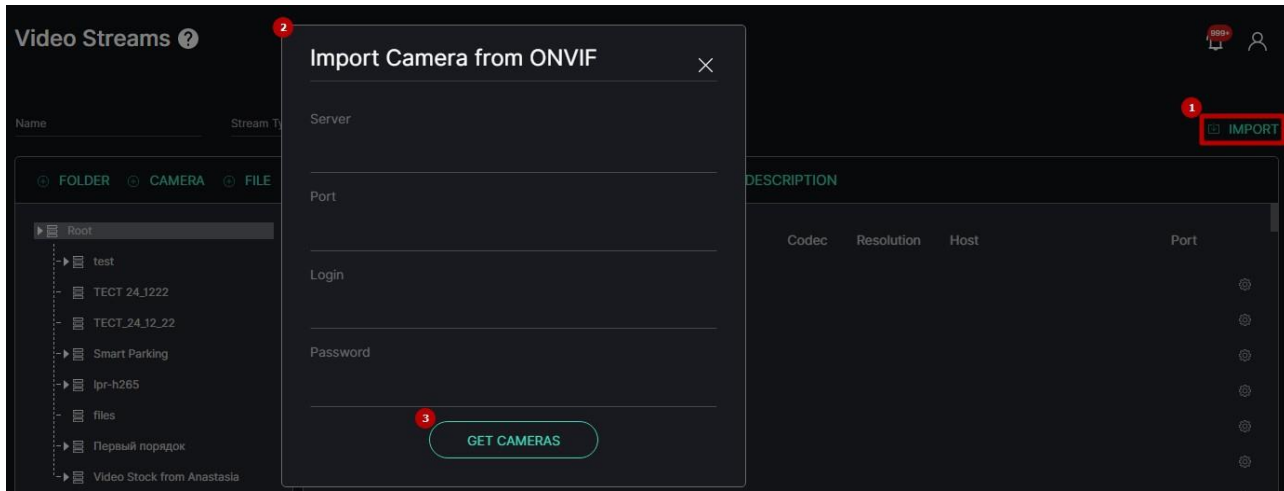 Video Streams ?
999+
Name
Stream Ty
1
IMPORT
FOLDER
CAMERA
FILE
DESCRIPTION
Root
test
ТЕСТ 24_1222
ТЕСТ_24_12_22
Smart Parking
lpr-h265
files
Первый порядок
Video Stock from Anastasia
Codec
Resolution
Host
Port
2
Import Camera from ONVIF
Server
Port
Login
Password
3
GET CAMERAS